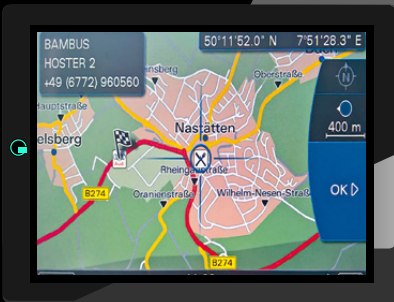 BAMBUS
HOSTER 2
+49 (6772) 960560
50°11'52.0" N 7°51'28.3" E
Oberstraße
Hauptstraße
400 m
elsberg
Nastätten
Rheingaustraße
OK
B274
Oranienstraße
Wilhelm-Nesen-Straße
B274